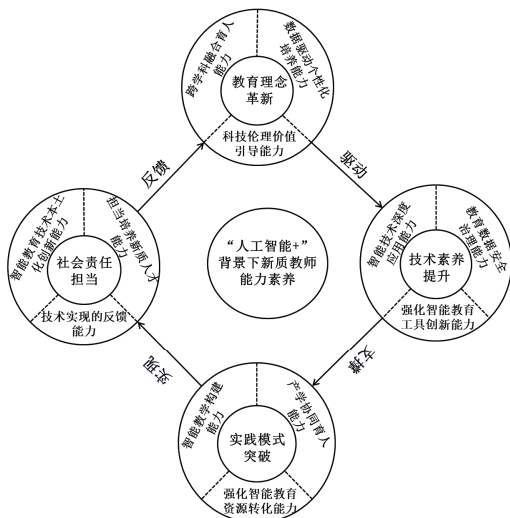 跨学科融合育人
能力
数据驱动个性化
培养能力
教育理念
革新
科技伦理价值
引导能力
反馈
驱动
智能教育技术本土
化创新能力
担当培养新质人才
能力
社会责任
担当
技术实现的反馈
能力
“人工智能+”
背景下新质教师
能力素养
智能技术深度
应用能力
教育数据安全
治理能力
技术素养
提升
强化智能教育
工具创新能力
实现
支撑
智能教学构建
能力
产学协同育人
能力
实践模式
突破
强化智能教育
资源转化能力